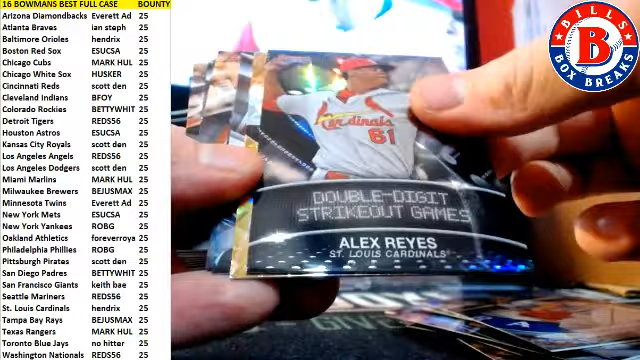 16 BOWMANS BEST FULL CASE BOUNTY
Arizona Diamondbacks Everett Ad 25
Atlanta Braves ian steph 25
Baltimore Orioles hendrix 25
Boston Red Sox ESUCSA 25
Chicago Cubs MARK HUL 25
Chicago White Sox HUSKER 25
Cincinnati Reds scott den 25
Cleveland Indians BFOY 25
Colorado Rockies BETTYWHIT 25
Detroit Tigers REDS56 25
Houston Astros ESUCSA 25
Kansas City Royals scott den 25
Los Angeles Angels REDS56 25
Los Angeles Dodgers scott den 25
Miami Marlins MARK HUL 25
Milwaukee Brewers BEJUSMAX 25
Minnesota Twins Everett Ad 25
New York Mets ESUCSA 25
New York Yankees ROBG 25
Oakland Athletics foreverroya 25
Philadelphia Phillies ROBG 25
Pittsburgh Pirates scott den 25
San Diego Padres BETTYWHIT 25
San Francisco Giants keith bae 25
Seattle Mariners REDS56 25
St. Louis Cardinals hendrix 25
Tampa Bay Rays BEJUSMAX 25
Texas Rangers MARK HUL 25
Toronto Blue Jays no hitter 25
Washington Nationals REDS56 25
BILLS
B
BOX BREAKS
Cardinals
61
DOUBLE-DIGIT
STRIKEOUT GAMES
ALEX REYES
ST. LOUIS CARDINALS